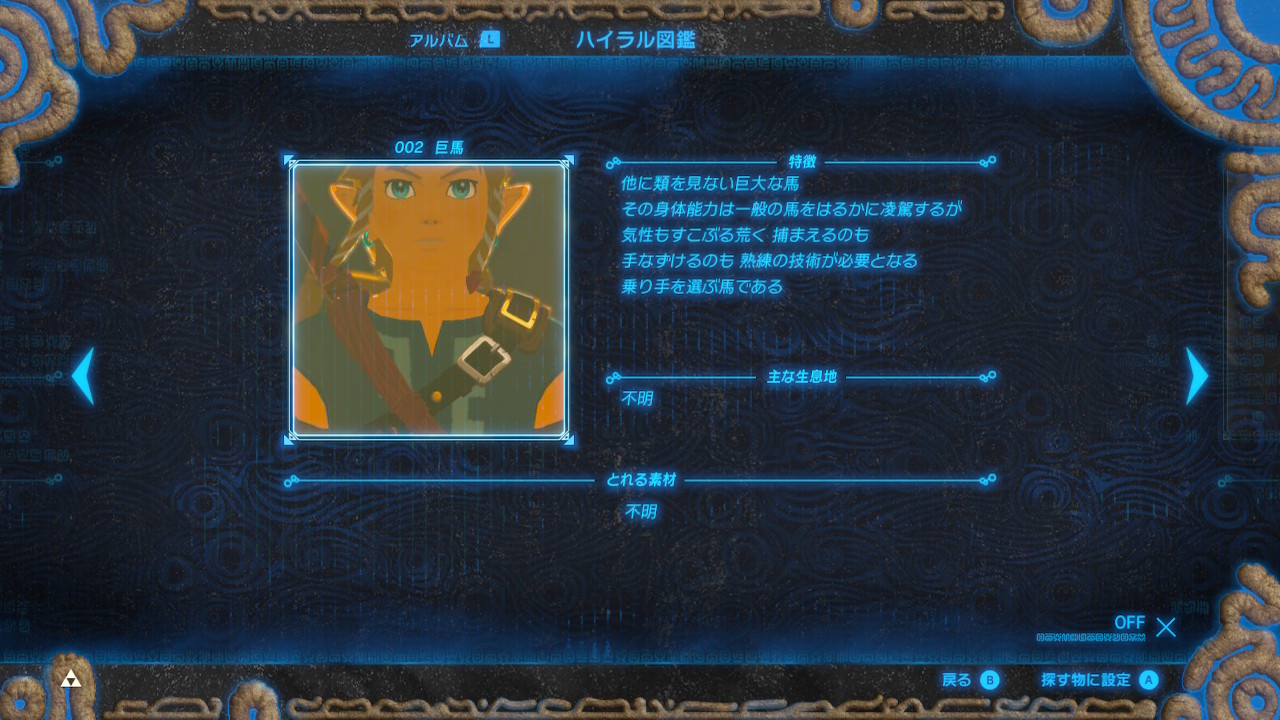 アルバム L
ハイラル図鑑
002 巨馬
特徴
他に類を見ない巨大な馬
その身体能力は一般の馬をはるかに凌駕するが
気性もすこぶる荒く 捕まえるのも
手なずけるのも 熟練の技術が必要となる
乗り手を選ぶ馬である
主な生息地
不明
とれる素材
不明
OFF
戻る B 探す物に設定 A